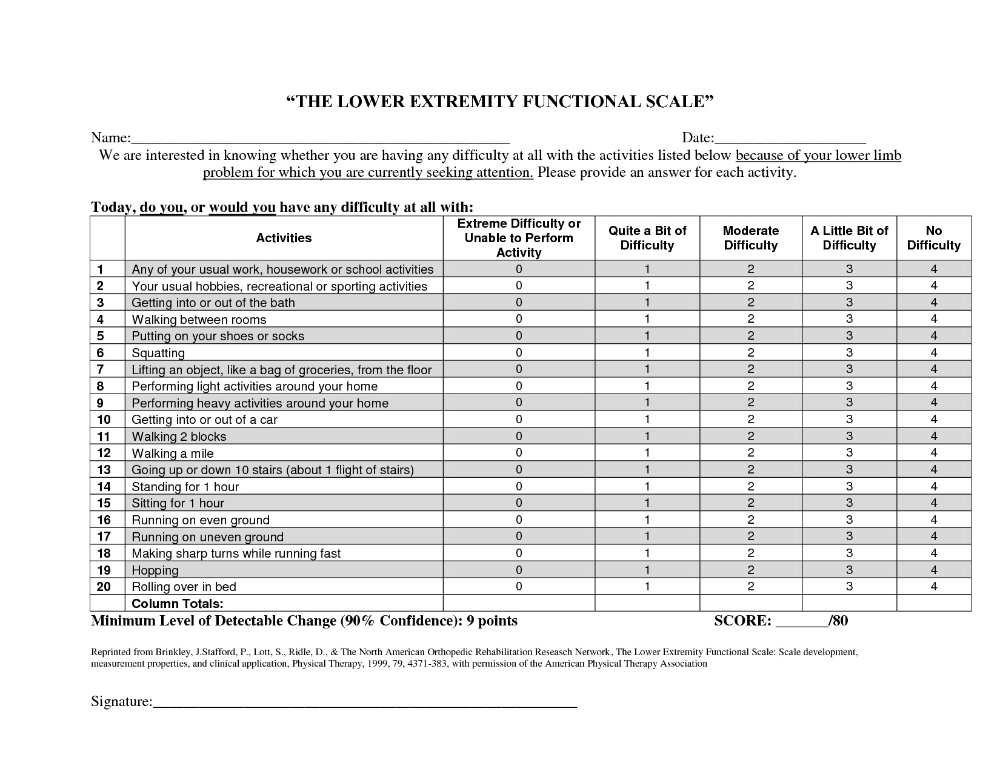 “THE LOWER EXTREMITY FUNCTIONAL SCALE”
Name:__________________________________________________ Date:____________________
We are interested in knowing whether you are having any difficulty at all with the activities listed below because of your lower limb
problem for which you are currently seeking attention. Please provide an answer for each activity.
Today, do you, or would you have any difficulty at all with:
Activities Extreme Difficulty or Unable to Perform Activity Quite a Bit of Difficulty Moderate Difficulty A Little Bit of Difficulty No Difficulty
1 Any of your usual work, housework or school activities 0 1 2 3 4
2 Your usual hobbies, recreational or sporting activities 0 1 2 3 4
3 Getting into or out of the bath 0 1 2 3 4
4 Walking between rooms 0 1 2 3 4
5 Putting on your shoes or socks 0 1 2 3 4
6 Squatting 0 1 2 3 4
7 Lifting an object, like a bag of groceries, from the floor 0 1 2 3 4
8 Performing light activities around your home 0 1 2 3 4
9 Performing heavy activities around your home 0 1 2 3 4
10 Getting into or out of a car 0 1 2 3 4
11 Walking 2 blocks 0 1 2 3 4
12 Walking a mile 0 1 2 3 4
13 Going up or down 10 stairs (about 1 flight of stairs) 0 1 2 3 4
14 Standing for 1 hour 0 1 2 3 4
15 Sitting for 1 hour 0 1 2 3 4
16 Running on even ground 0 1 2 3 4
17 Running on uneven ground 0 1 2 3 4
18 Making sharp turns while running fast 0 1 2 3 4
19 Hopping 0 1 2 3 4
20 Rolling over in bed 0 1 2 3 4
Column Totals:
Minimum Level of Detectable Change (90% Confidence): 9 points SCORE: _______/80
Reprinted from Brinkley, J.Stafford, P., Lott, S., Ridle, D., & The North American Orthopedic Rehabilitation Reseasch Network, The Lower Extremity Functional Scale: Scale development,
measurement properties, and clinical application, Physical Therapy, 1999, 79, 4371-383, with permission of the American Physical Therapy Association
Signature:________________________________________________________